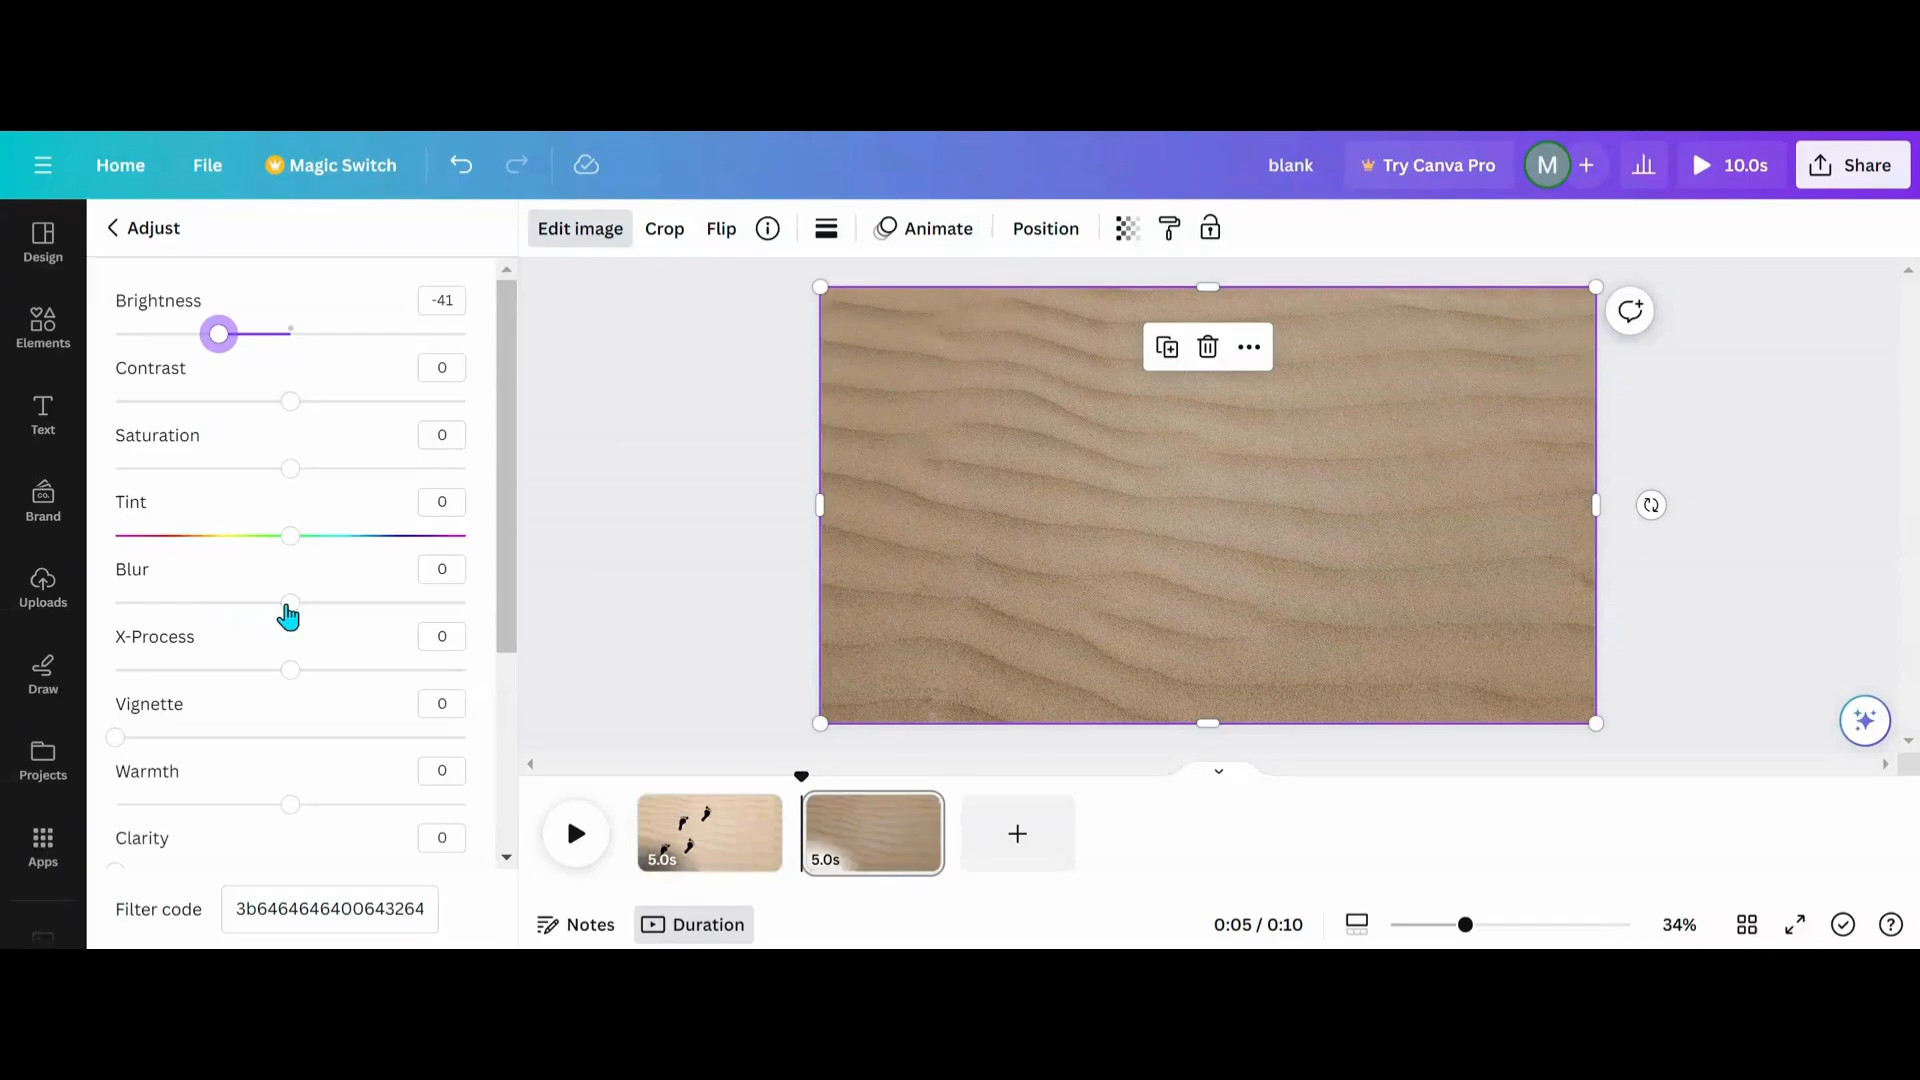 Home
File
Magic Switch
blank
Try Canva Pro
M
+
10.0s
Share
Design
Elements
Text
CO.
Brand
Uploads
Draw
Projects
Apps
Adjust
Brightness
-41
Contrast
0
Saturation
0
Tint
0
Blur
0
X-Process
0
Vignette
0
Warmth
0
Clarity
0
Filter code
3b6464646400643264
Edit image
Crop
Flip
Animate
Position
5.0s
5.0s
+
Notes
Duration
0:05 / 0:10
34%